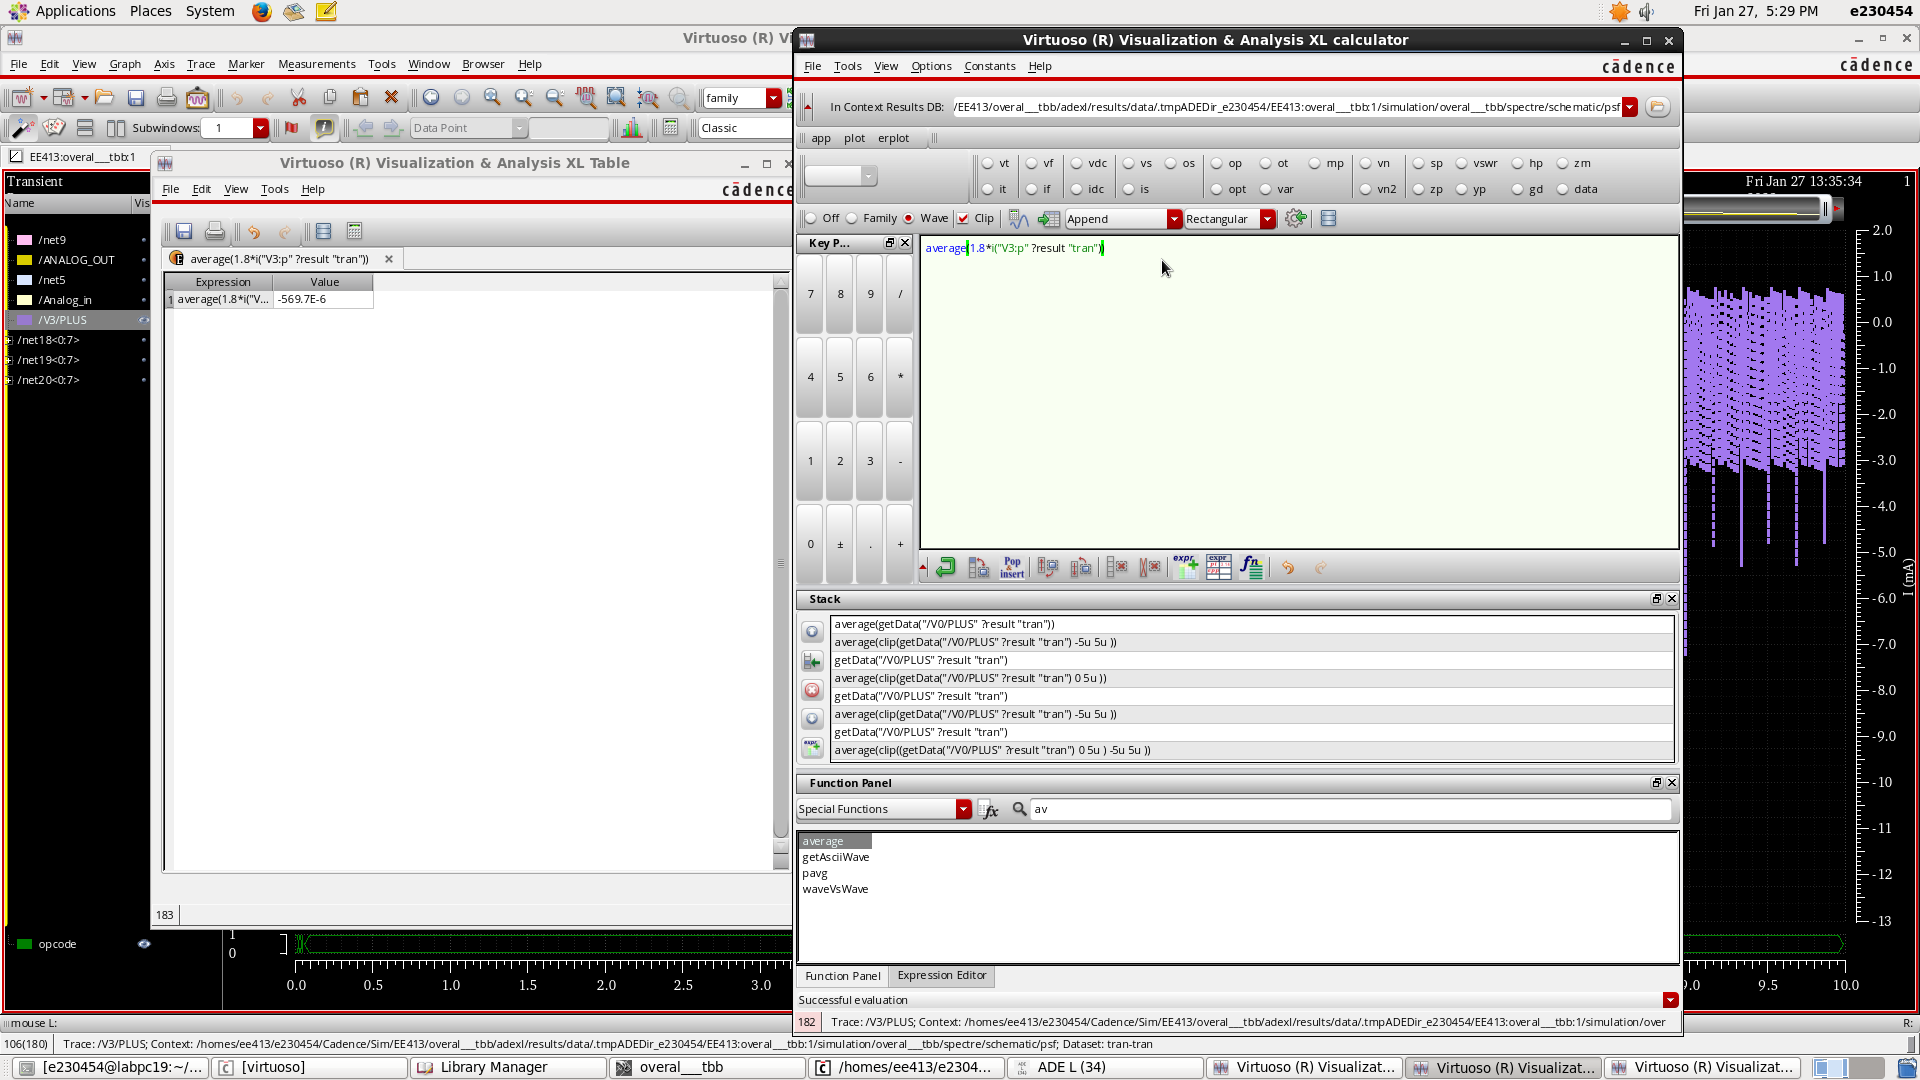 Applications Places System
Fri Jan 27, 5:29 PM e230454
Virtuoso (R) Vi
cādence
File Edit View Graph Axis Trace Marker Measurements Tools Window Browser Help
family
Subwindows: 1
Data Point
Classic
EE413:overal___tbb:1
Transient
Fri Jan 27 13:35:34 1
Name Vis
/net9
/ANALOG_OUT
/net5
/Analog_in
/V3/PLUS
/net18<0:7>
/net19<0:7>
/net20<0:7>
opcode
1
0
0.0 0.5 1.0 1.5 2.0 2.5 3.0
9.0 9.5 10.0
2.0
1.0
0.0
-1.0
-2.0
-3.0
-4.0
-5.0
-6.0
-7.0
-8.0
-9.0
-10
-11
-12
-13
I (mA)
Virtuoso (R) Visualization & Analysis XL Table
File Edit View Tools Help
cādence
average(1.8*i("V3:p" ?result "tran"))
Expression Value
1 average(1.8*i("V... -569.7E-6
183
Virtuoso (R) Visualization & Analysis XL calculator
File Tools View Options Constants Help
cādence
In Context Results DB: /EE413/overal___tbb/adexl/results/data/.tmpADEDir_e230454/EE413:overal___tbb:1/simulation/overal___tbb/spectre/schematic/psf
app plot erplot
vt vf vdc vs os op ot mp vn sp vswr hp zm
it if idc is opt var vn2 zp yp gd data
Off Family Wave Clip Append Rectangular
Key P...
7 8 9 /
4 5 6 *
1 2 3 -
0 ± . +
average(1.8*i("V3:p" ?result "tran"))
Pop & insert
expr
expr
fn
Stack
average(getData("/V0/PLUS" ?result "tran"))
average(clip(getData("/V0/PLUS" ?result "tran") -5u 5u ))
getData("/V0/PLUS" ?result "tran")
average(clip(getData("/V0/PLUS" ?result "tran") 0 5u ))
getData("/V0/PLUS" ?result "tran")
average(clip(getData("/V0/PLUS" ?result "tran") -5u 5u ))
getData("/V0/PLUS" ?result "tran")
average(clip((getData("/V0/PLUS" ?result "tran") 0 5u ) -5u 5u ))
Function Panel
Special Functions
fx
av
average
getAsciiWave
pavg
waveVsWave
Function Panel Expression Editor
Successful evaluation
182 Trace: /V3/PLUS; Context: /homes/ee413/e230454/Cadence/Sim/EE413/overal___tbb/adexl/results/data/.tmpADEDir_e230454/EE413:overal___tbb:1/simulation/over
mouse L:
R:
106(180) Trace: /V3/PLUS; Context: /homes/ee413/e230454/Cadence/Sim/EE413/overal___tbb/adexl/results/data/.tmpADEDir_e230454/EE413:overal___tbb:1/simulation/overal___tbb/spectre/schematic/psf; Dataset: tran-tran
[e230454@labpc19:~/... [virtuoso] Library Manager overal___tbb /homes/ee413/e2304... ADE L (34) Virtuoso (R) Visualizat... Virtuoso (R) Visualizat... Virtuoso (R) Visualizat...